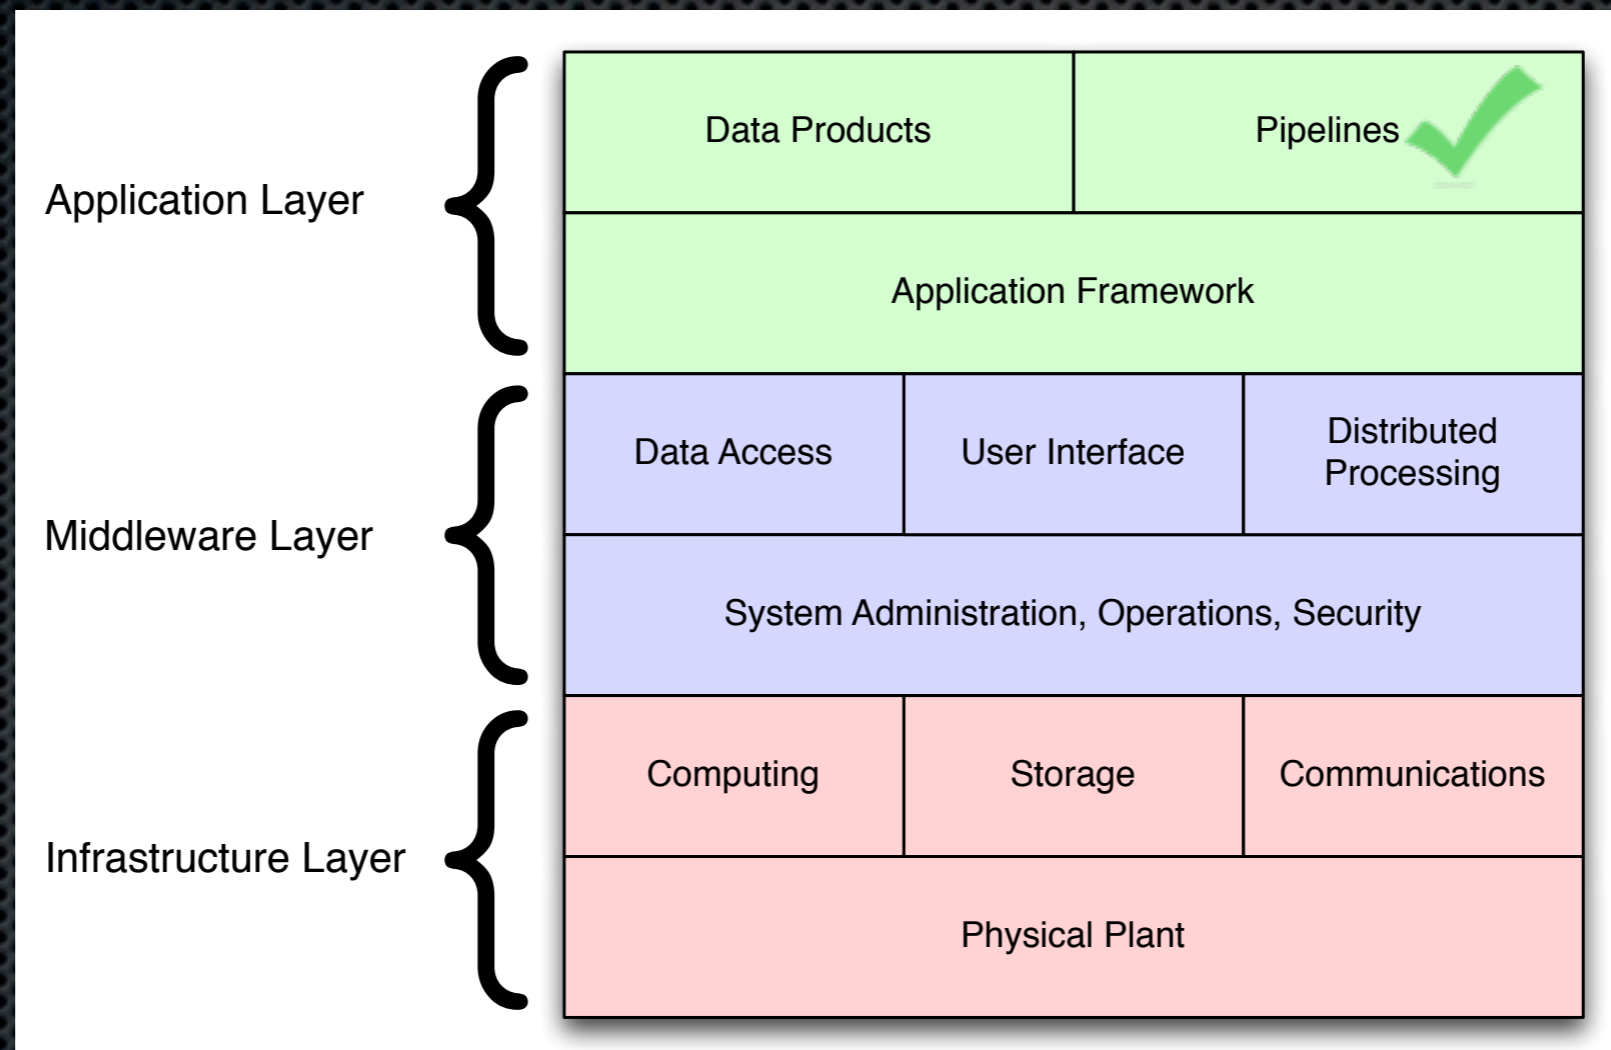 Data Products
Pipelines
Application Layer
Application Framework
Data Access
User Interface
Distributed
Processing
Middleware Layer
System Administration, Operations, Security
Computing
Storage
Communications
Infrastructure Layer
Physical Plant